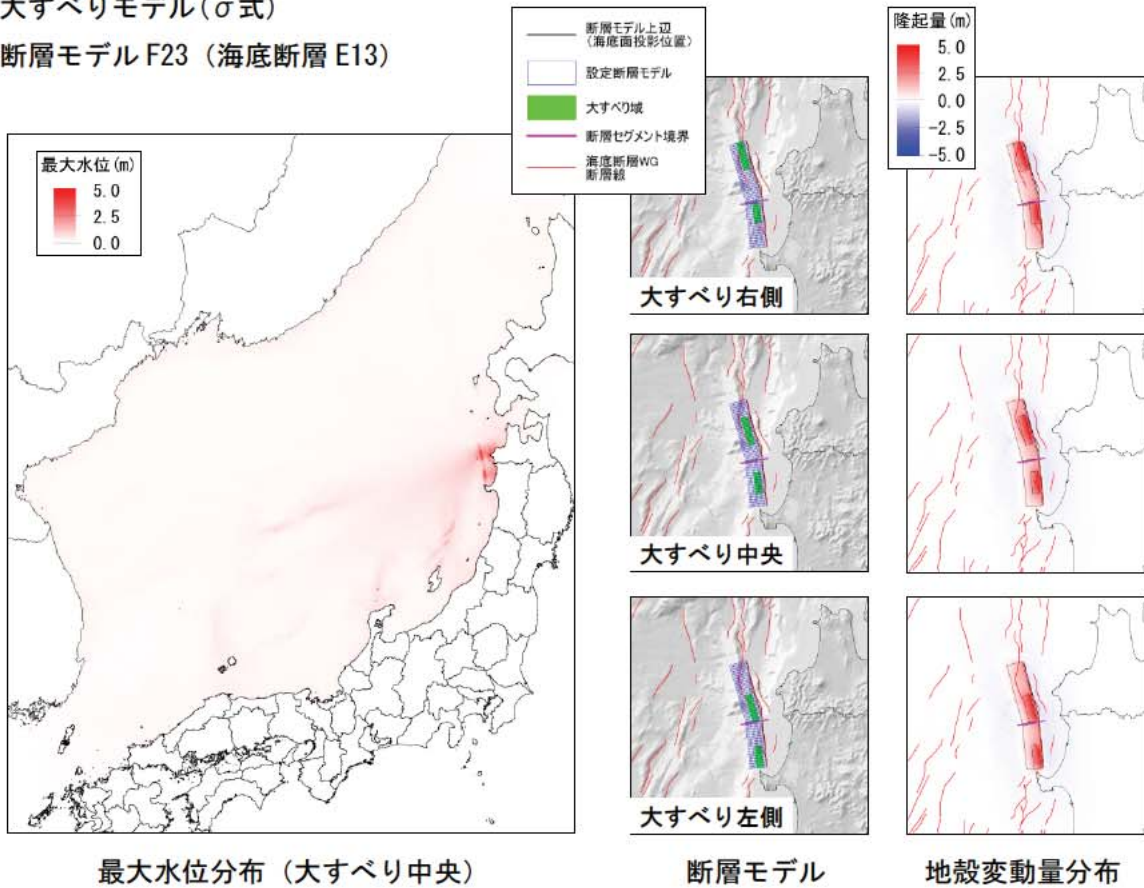 大すべりモデル(σ式)
断層モデル F23（海底断層 E13）
断層モデル上辺
(海底面投影位置)
設定断層モデル
大すべり域
断層セグメント境界
海底断層WG
断層線
隆起量(m)
5.0
2.5
0.0
-2.5
-5.0
最大水位(m)
5.0
2.5
0.0
大すべり右側
大すべり中央
大すべり左側
最大水位分布（大すべり中央）
断層モデル
地殻変動量分布